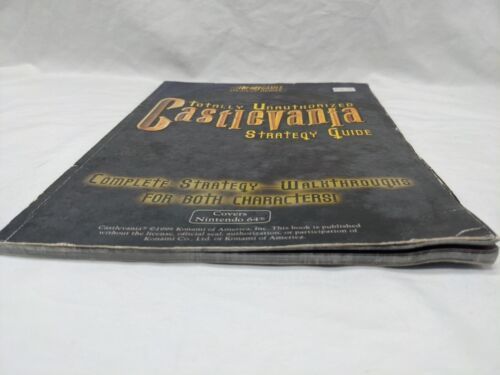 Totally Unauthorized
Castlevania
Strategy Guide
Complete Strategy Walkthroughs
for both characters!
Covers
Nintendo 64®
Castlevania® ©1999 Konami of America, Inc. This book is published
without the license, official seal, authorization, or participation of
Konami Co., Ltd. or Konami of America.